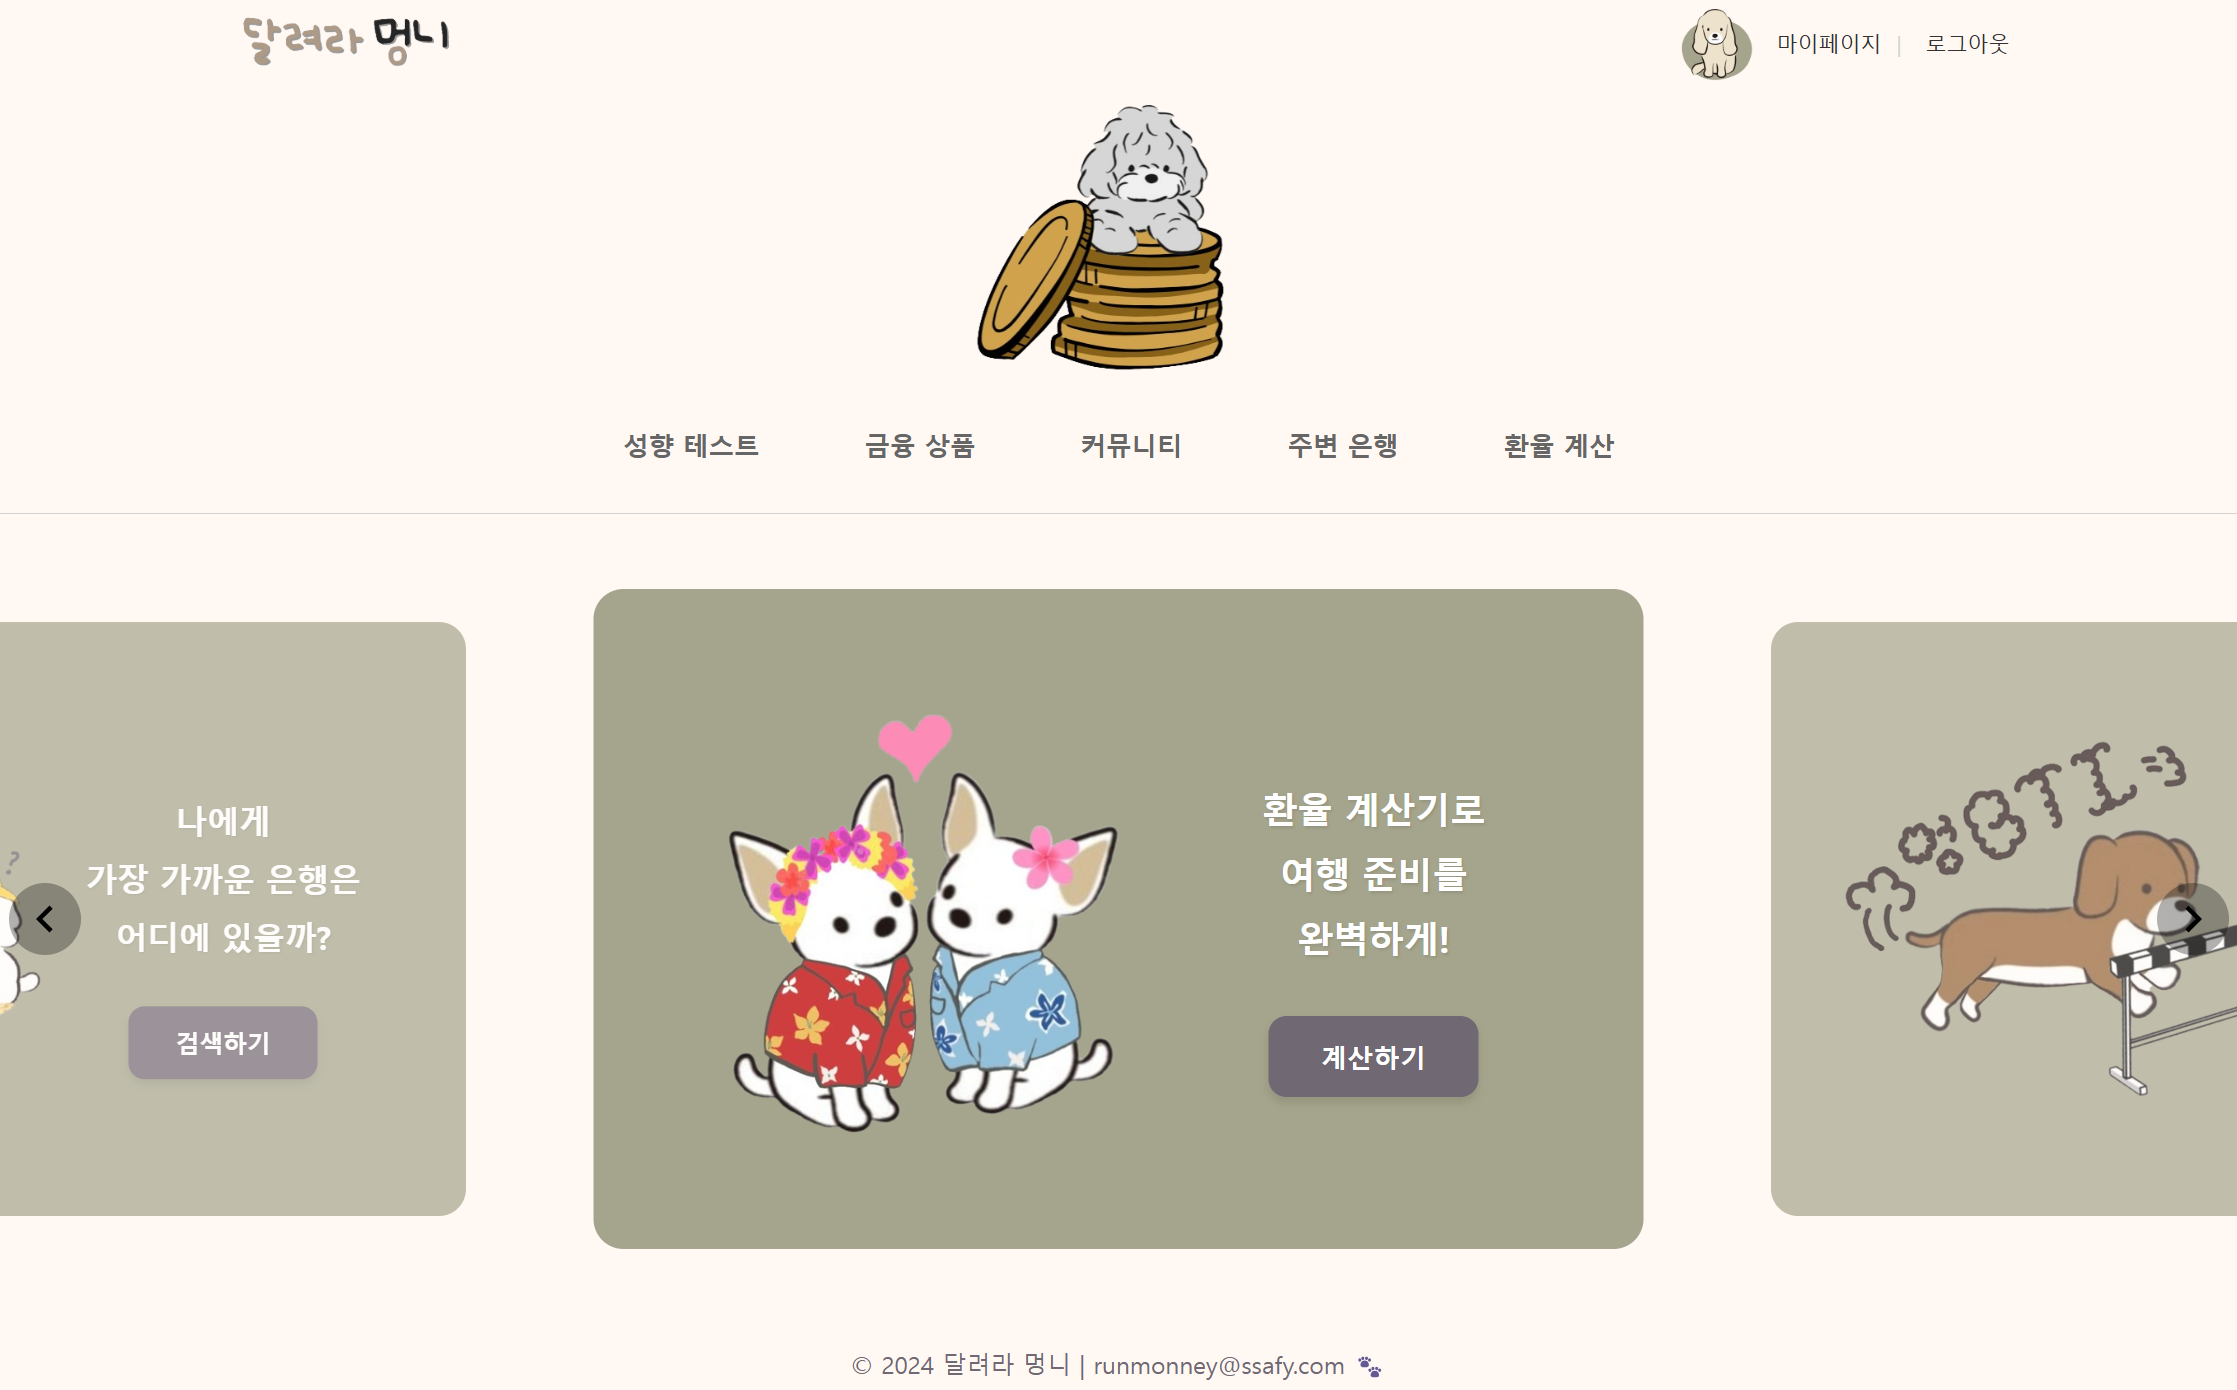 달려라 멍니
마이페이지 | 로그아웃
성향 테스트 금융 상품 커뮤니티 주변 은행 환율 계산
?
나에게
가장 가까운 은행은
어디에 있을까?
검색하기
환율 계산기로
여행 준비를
완벽하게!
계산하기
© 2024 달려라 멍니 | runmonney@ssafy.com